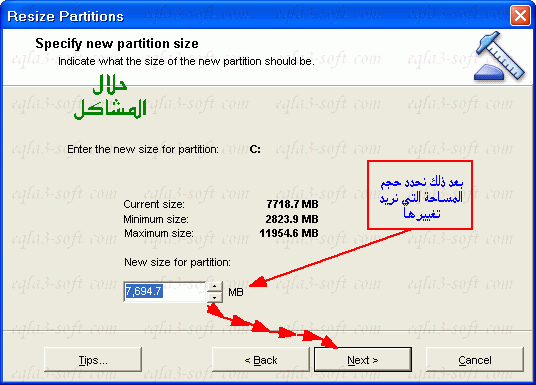 Resize Partitions
Specify new partition size
Indicate what the size of the new partition should be.
حلال
المشاكل
Enter the new size for partition: C:
بعد ذلك نحدد حجم
المساحة التي نريد
تغييرها
Current size: 7718.7 MB
Minimum size: 2823.9 MB
Maximum size: 11954.6 MB
New size for partition:
7,694.7 MB
Tips... < Back Next > Cancel